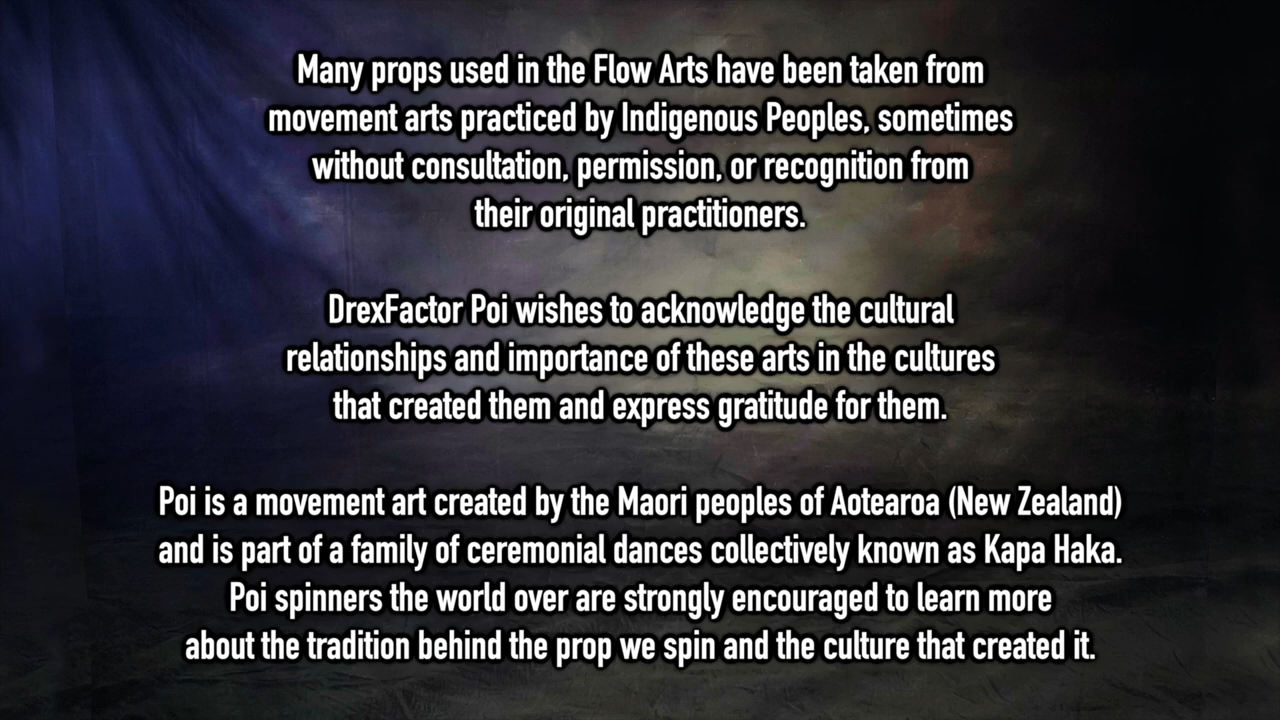 Many props used in the Flow Arts have been taken from
movement arts practiced by Indigenous Peoples, sometimes
without consultation, permission, or recognition from
their original practitioners.
DrexFactor Poi wishes to acknowledge the cultural
relationships and importance of these arts in the cultures
that created them and express gratitude for them.
Poi is a movement art created by the Maori peoples of Aotearoa (New Zealand)
and is part of a family of ceremonial dances collectively known as Kapa Haka.
Poi spinners the world over are strongly encouraged to learn more
about the tradition behind the prop we spin and the culture that created it.